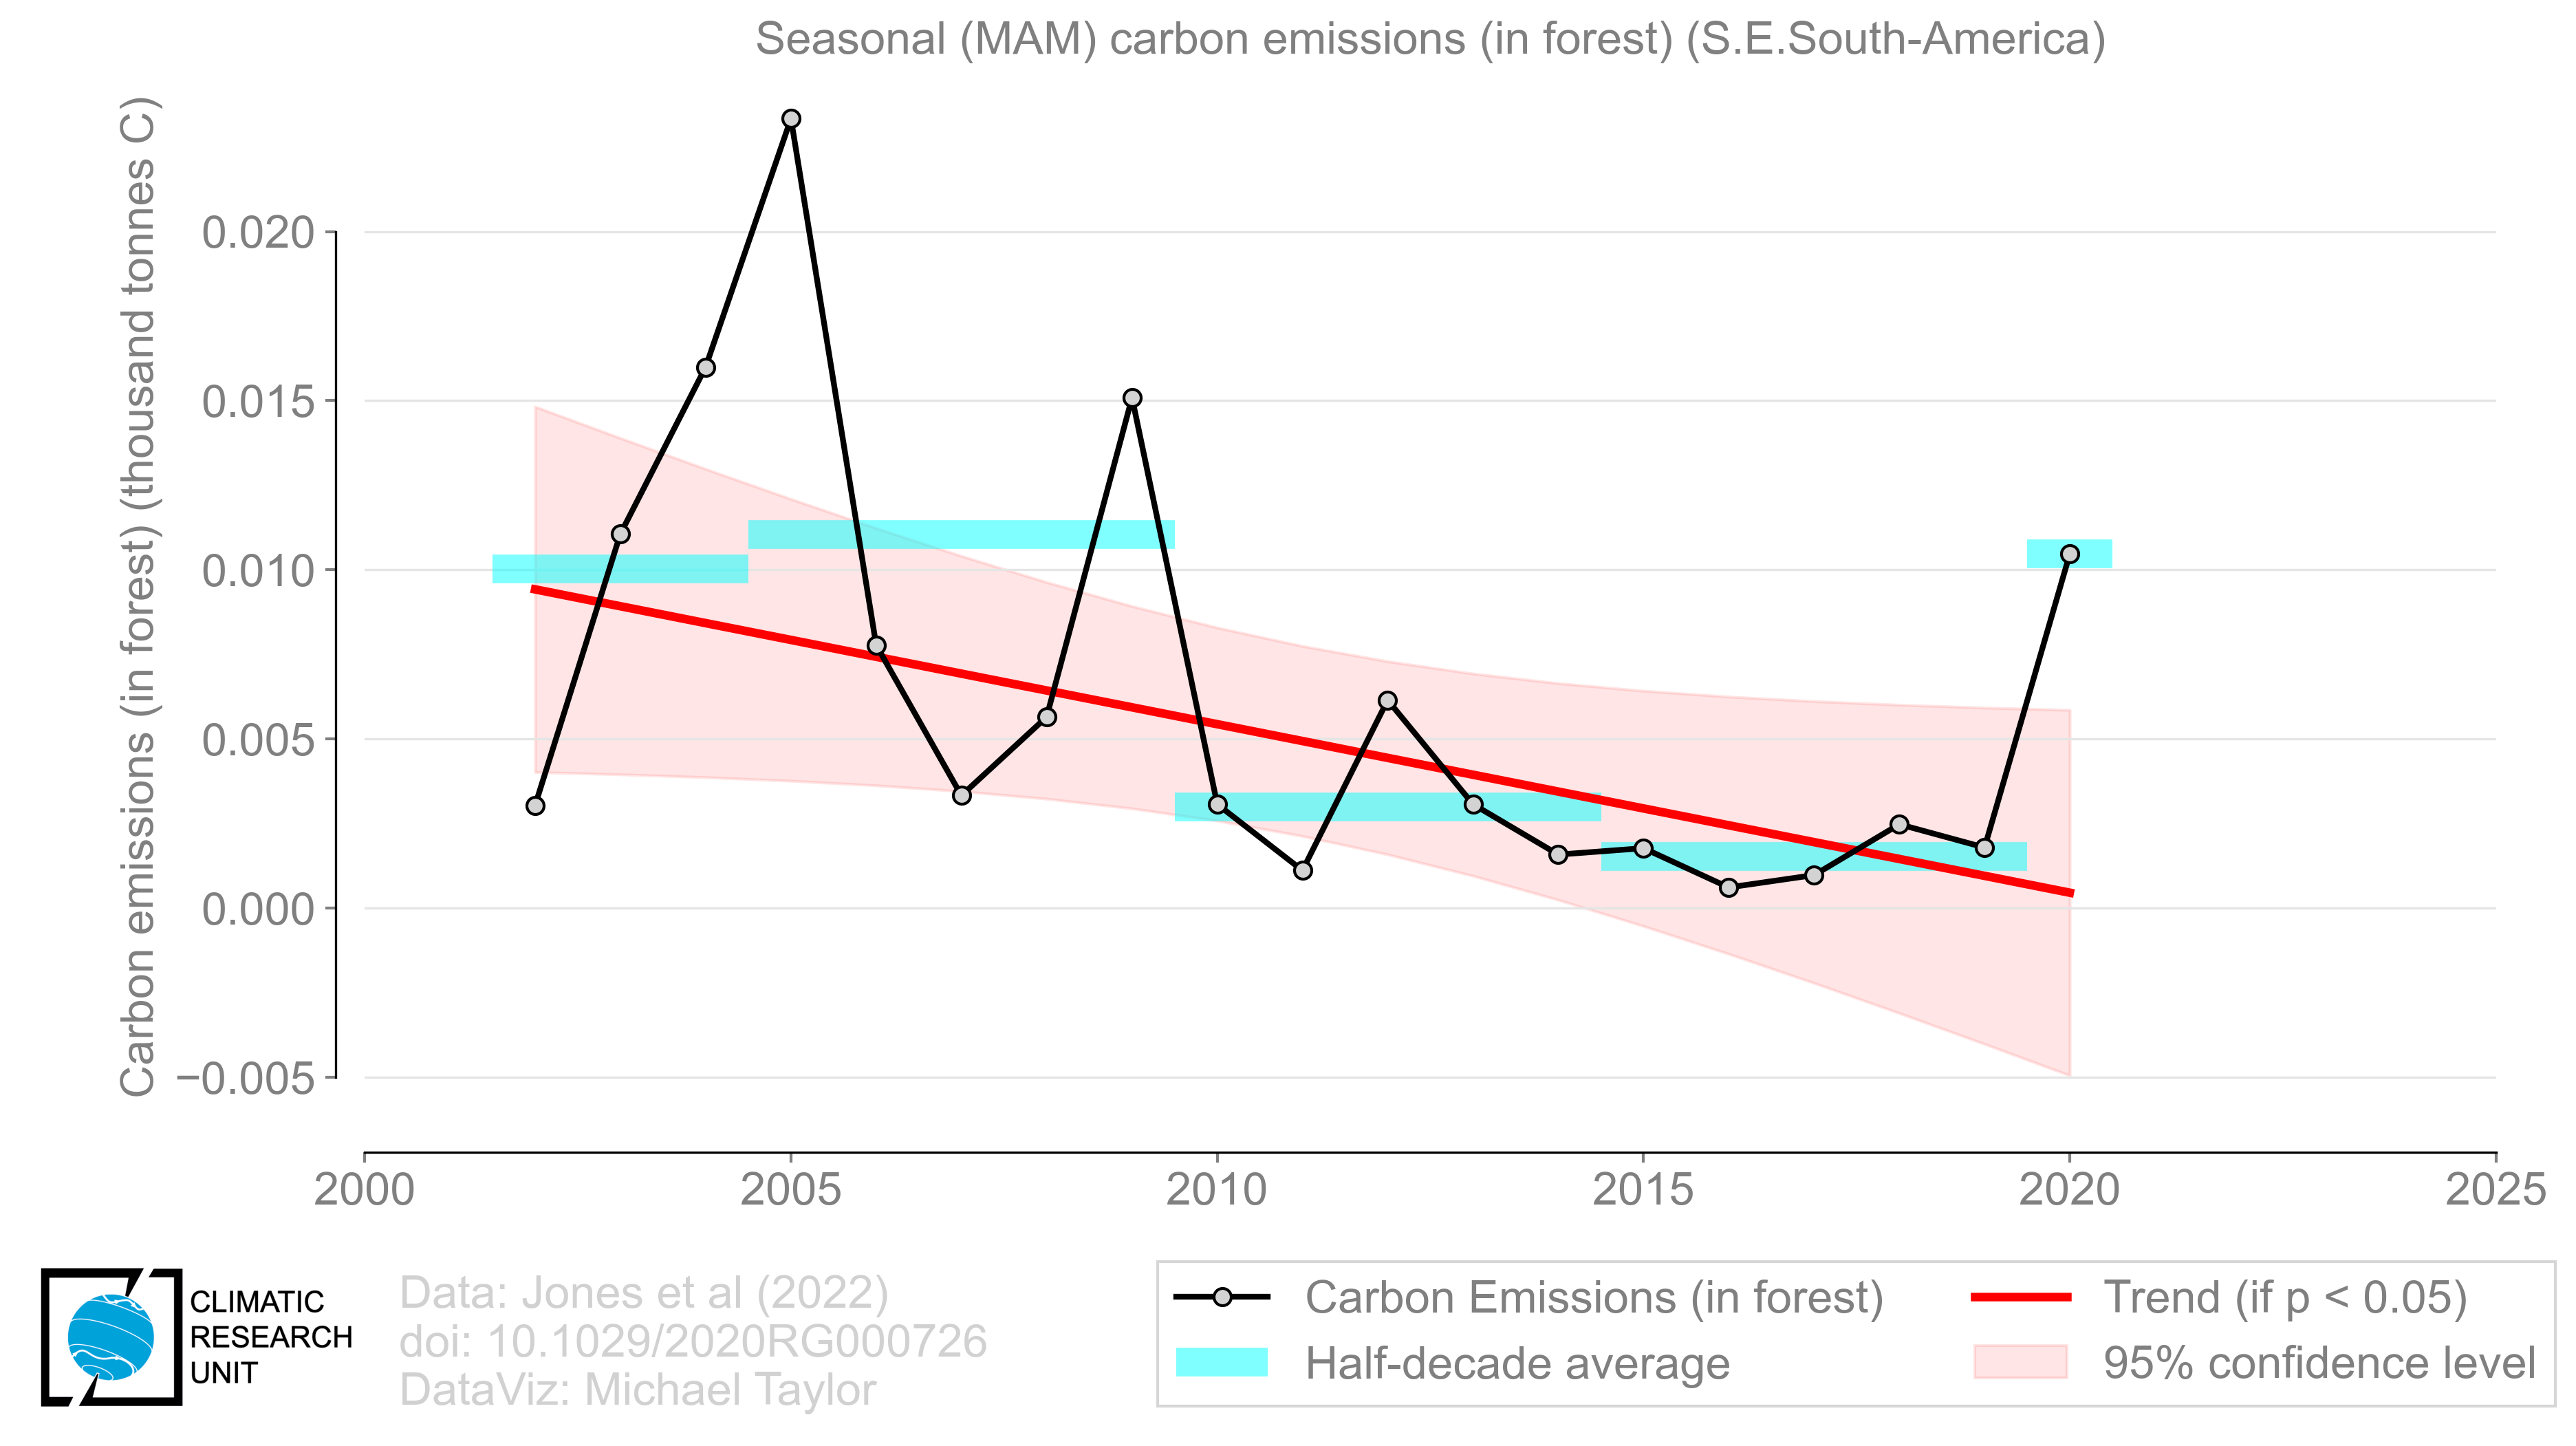 Seasonal (MAM) carbon emissions (in forest) (S.E.South-America)
Carbon emissions (in forest) (thousand tonnes C)
0.020
0.015
0.010
0.005
0.000
−0.005
2000 2005 2010 2015 2020 2025
CLIMATIC
RESEARCH
UNIT
Data: Jones et al (2022)
doi: 10.1029/2020RG000726
DataViz: Michael Taylor
Carbon Emissions (in forest)
Half-decade average
Trend (if p < 0.05)
95% confidence level